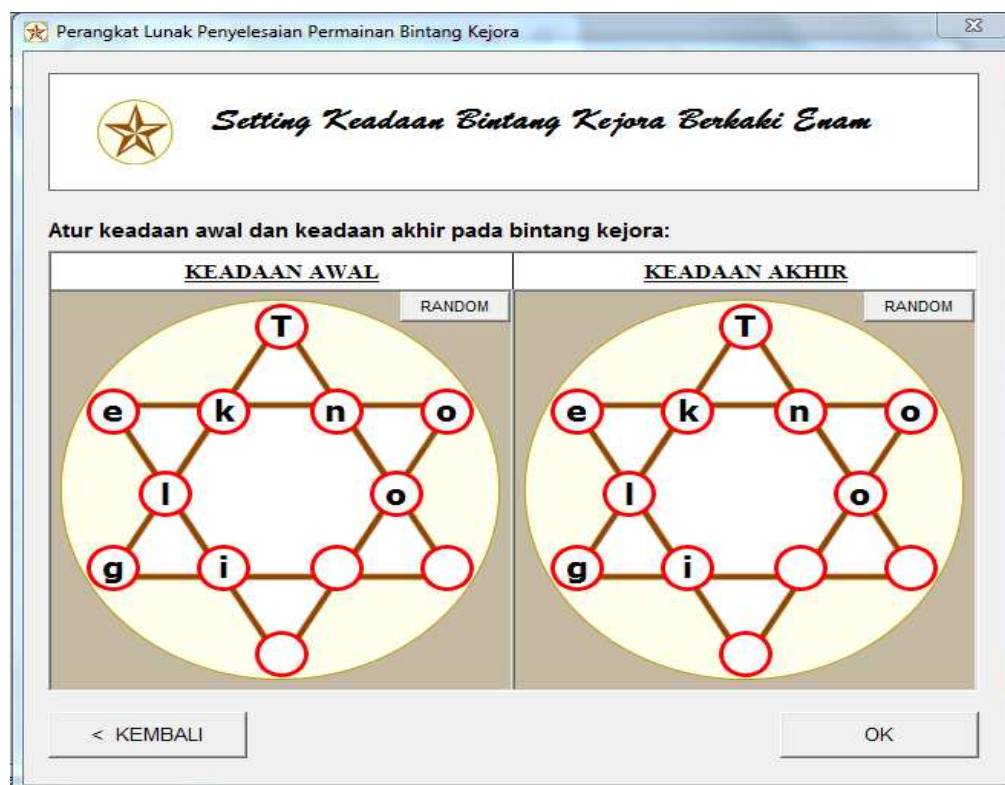 Perangkat Lunak Penyelesaian Permainan Bintang Kejora
Setting Keadaan Bintang Kejora Berkaki Enam
Atur keadaan awal dan keadaan akhir pada bintang kejora:
KEADAAN AWAL
KEADAAN AKHIR
RANDOM
T
e k n o
l o
g i
RANDOM
T
e k n o
l o
g i
< KEMBALI
OK